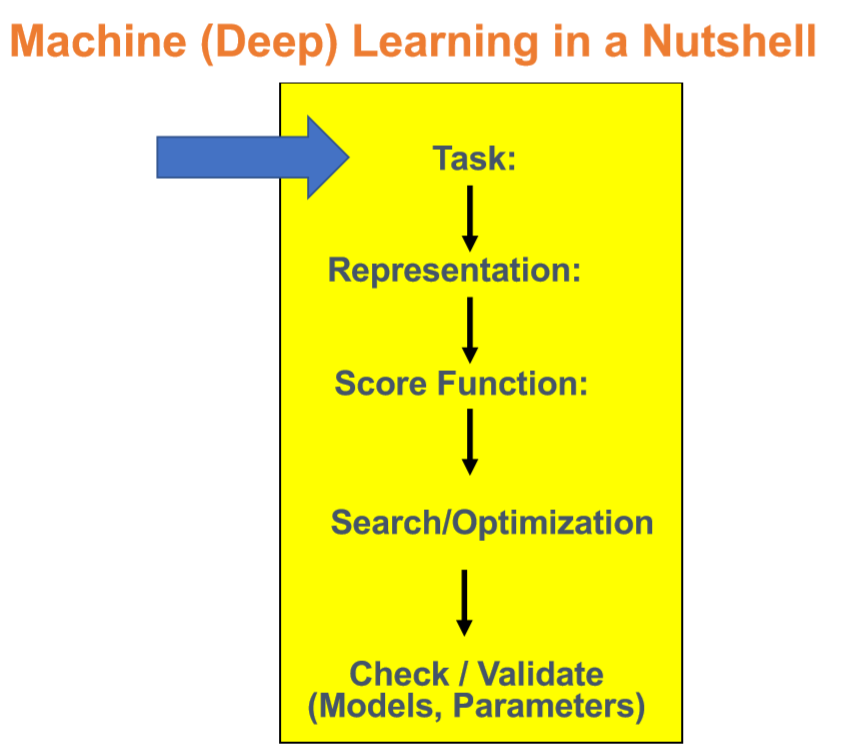 Machine (Deep) Learning in a Nutshell
Task:
Representation:
Score Function:
Search/Optimization
Check / Validate
(Models, Parameters)